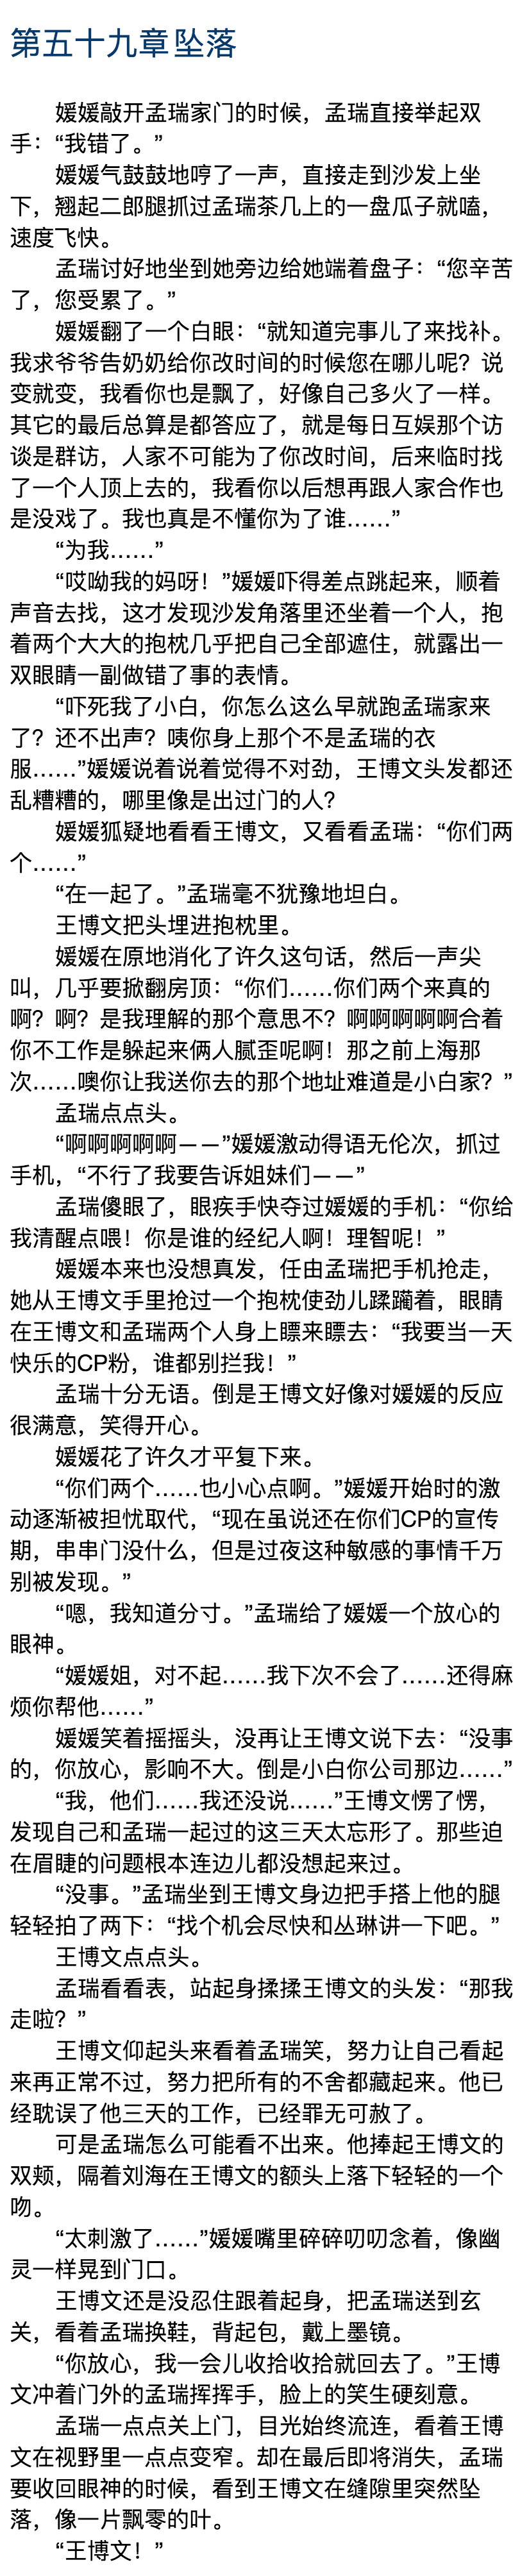 第五十九章 坠落
媛媛敲开孟瑞家门的时候，孟瑞直接举起双
手：“我错了。”
媛媛气鼓鼓地哼了一声，直接走到沙发上坐
下，翘起二郎腿抓过孟瑞茶几上的一盘瓜子就嗑，
速度飞快。
孟瑞讨好地坐到她旁边给她端着盘子：“您辛苦
了，您受累了。”
媛媛翻了一个白眼：“就知道完事儿了来找补。
我求爷爷告奶奶给你改时间的时候您在哪儿呢？说
变就变，我看你也是飘了，好像自己多火了一样。
其它的最后总算是都答应了，就是每日互娱那个访
谈是群访，人家不可能为了你改时间，后来临时找
了一个人顶上去的，我看你以后想再跟人家合作也
是没戏了。我也真是不懂你为了谁……”
“为我……”
“哎呦我的妈呀！”媛媛吓得差点跳起来，顺着
声音去找，这才发现沙发角落里还坐着一个人，抱
着两个大大的抱枕几乎把自己全部遮住，就露出一
双眼睛一副做错了事的表情。
“吓死我了小白，你怎么这么早就跑孟瑞家来
了？还不出声？咦你身上那个不是孟瑞的衣
服……”媛媛说着说着觉得不对劲，王博文头发都还
乱糟糟的，哪里像是出过门的人？
媛媛狐疑地看看王博文，又看看孟瑞：“你们两
个……”
“在一起了。”孟瑞毫不犹豫地坦白。
王博文把头埋进抱枕里。
媛媛在原地消化了许久这句话，然后一声尖
叫，几乎要掀翻房顶：“你们……你们两个来真的
啊？啊？是我理解的那个意思不？啊啊啊啊啊合着
你不工作是躲起来俩人腻歪呢啊！那之前上海那
次……噢你让我送你去的那个地址难道是小白家？”
孟瑞点点头。
“啊啊啊啊啊——”媛媛激动得语无伦次，抓过
手机，“不行了我要告诉姐妹们——”
孟瑞傻眼了，眼疾手快夺过媛媛的手机：“你给
我清醒点喂！你是谁的经纪人啊！理智呢！”
媛媛本来也没想真发，任由孟瑞把手机抢走，
她从王博文手里抢过一个抱枕使劲儿蹂躏着，眼睛
在王博文和孟瑞两个人身上瞟来瞟去：“我要当一天
快乐的CP粉，谁都别拦我！”
孟瑞十分无语。倒是王博文好像对媛媛的反应
很满意，笑得开心。
媛媛花了许久才平复下来。
“你们两个……也小心点啊。”媛媛开始时的激
动逐渐被担忧取代，“现在虽说还在你们CP的宣传
期，串串门没什么，但是过夜这种敏感的事情千万
别被发现。”
“嗯，我知道分寸。”孟瑞给了媛媛一个放心的
眼神。
“媛媛姐，对不起……我下次不会了……还得麻
烦你帮他……”
媛媛笑着摇摇头，没再让王博文说下去：“没事
的，你放心，影响不大。倒是小白你公司那边……”
“我，他们……我还没说……”王博文愣了愣，
发现自己和孟瑞一起过的这三天太忘形了。那些迫
在眉睫的问题根本连边儿都没想起来过。
“没事。”孟瑞坐到王博文身边把手搭上他的腿
轻轻拍了两下：“找个机会尽快和丛琳讲一下吧。”
王博文点点头。
孟瑞看看表，站起身揉揉王博文的头发：“那我
走啦？”
王博文仰起头来看着孟瑞笑，努力让自己看起
来再正常不过，努力把所有的不舍都藏起来。他已
经耽误了他三天的工作，已经罪无可赦了。
可是孟瑞怎么可能看不出来。他捧起王博文的
双颊，隔着刘海在王博文的额头上落下轻轻的一个
吻。
“太刺激了……”媛媛嘴里碎碎叨叨念着，像幽
灵一样晃到门口。
王博文还是没忍住跟着起身，把孟瑞送到玄
关，看着孟瑞换鞋，背起包，戴上墨镜。
“你放心，我一会儿收拾收拾就回去了。”王博
文冲着门外的孟瑞挥挥手，脸上的笑生硬刻意。
孟瑞一点点关上门，目光始终流连，看着王博
文在视野里一点点变窄。却在最后即将消失，孟瑞
要收回眼神的时候，看到王博文在缝隙里突然坠
落，像一片飘零的叶。
“王博文！”